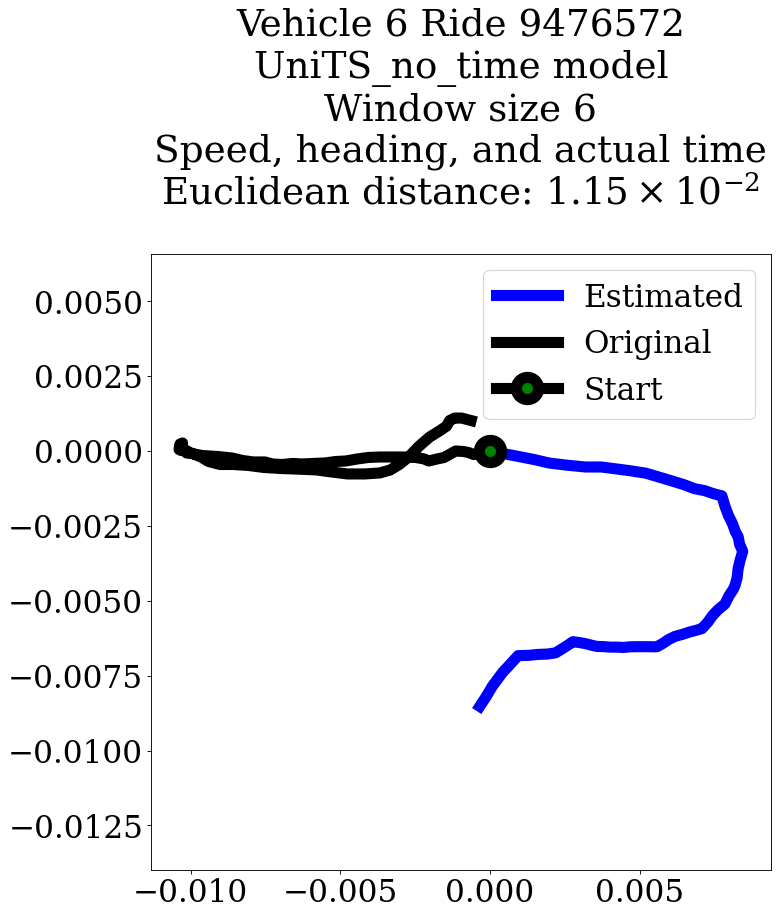 Vehicle 6 Ride 9476572
UniTS_no_time model
Window size 6
Speed, heading, and actual time
Euclidean distance: 1.15 × 10⁻²
Estimated
Original
Start
0.0050
0.0025
0.0000
−0.0025
−0.0050
−0.0075
−0.0100
−0.0125
−0.010 −0.005 0.000 0.005